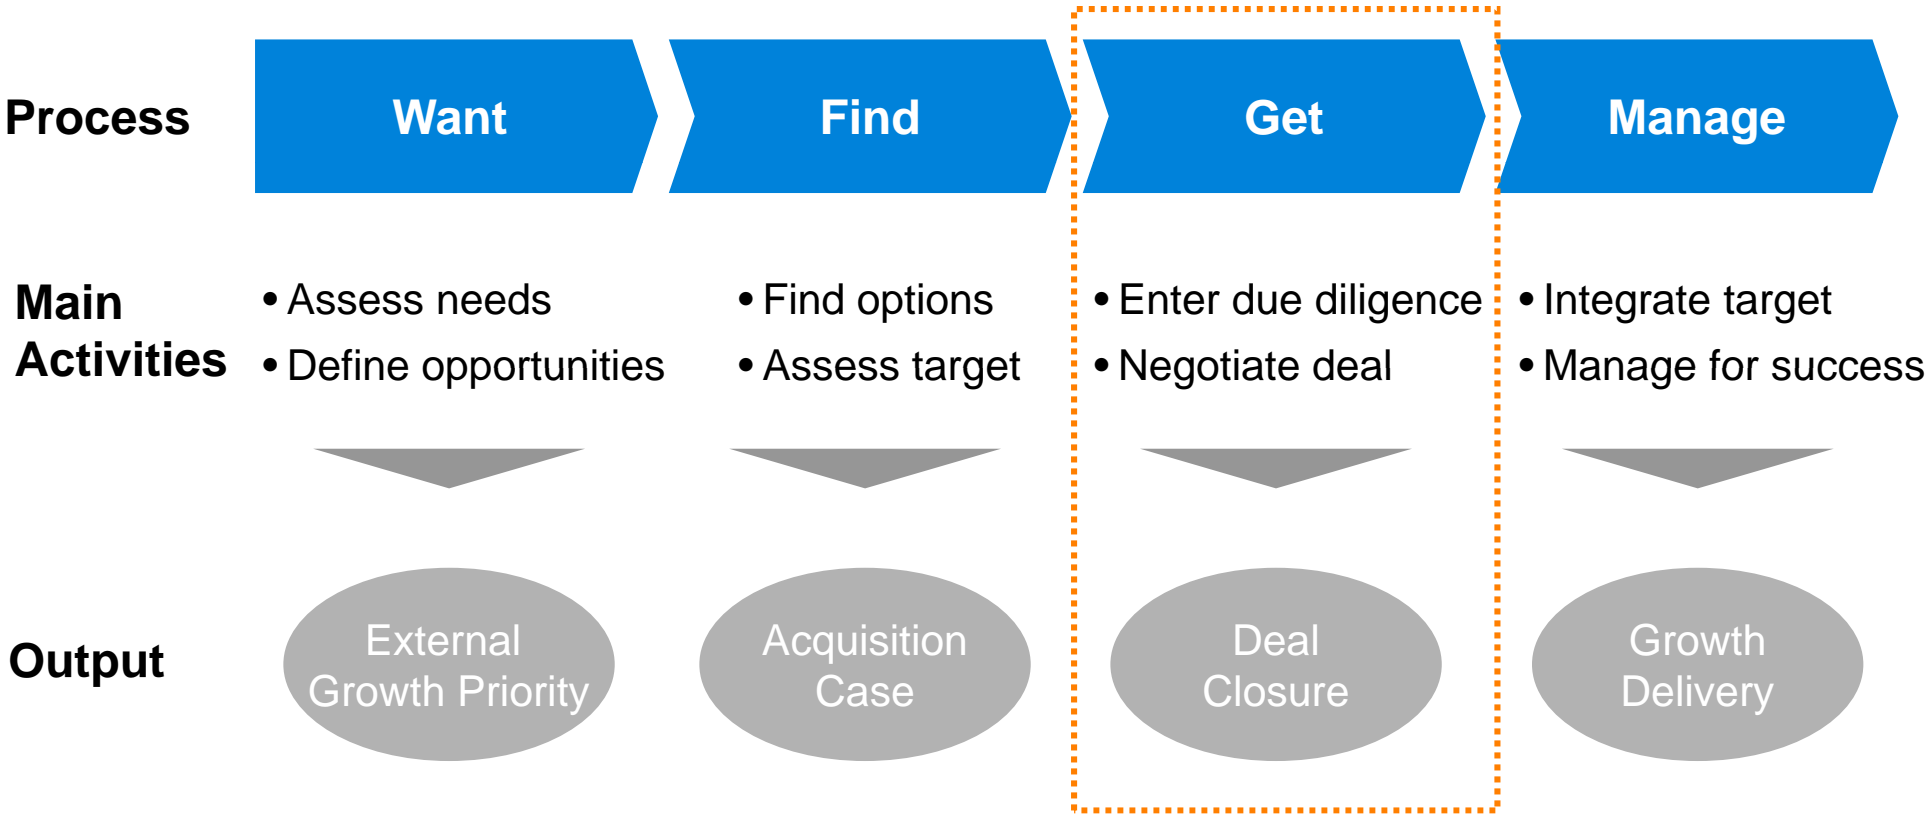 Process
Want
Find
Get
Manage
Main
Activities
• Assess needs
• Define opportunities
• Find options
• Assess target
• Enter due diligence
• Negotiate deal
• Integrate target
• Manage for success
Output
External
Growth Priority
Acquisition
Case
Deal
Closure
Growth
Delivery